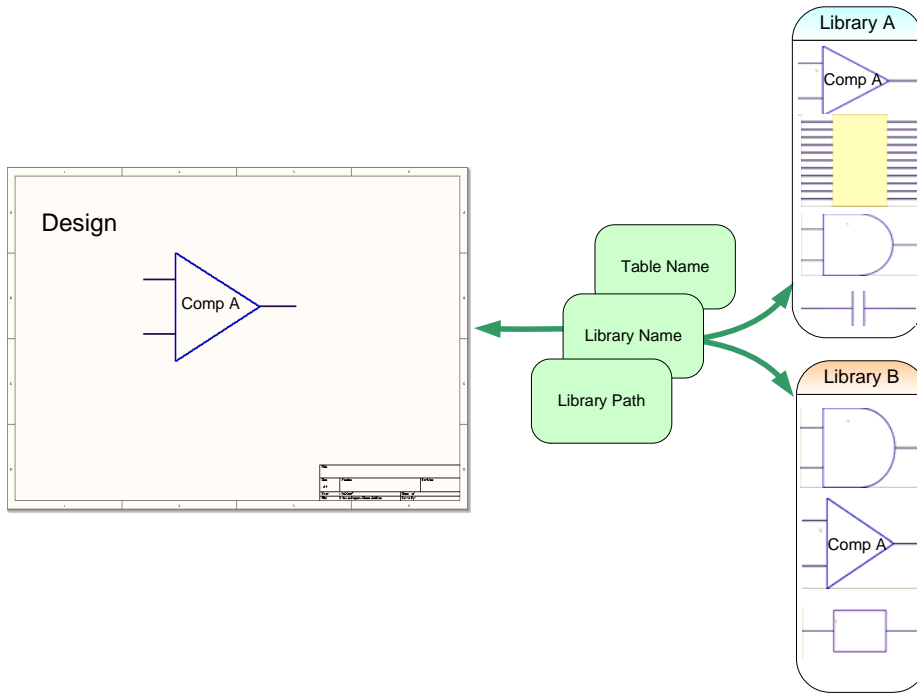 Library A
Comp A
Design
Comp A
Table Name
Library Name
Library Path
Library B
Comp A